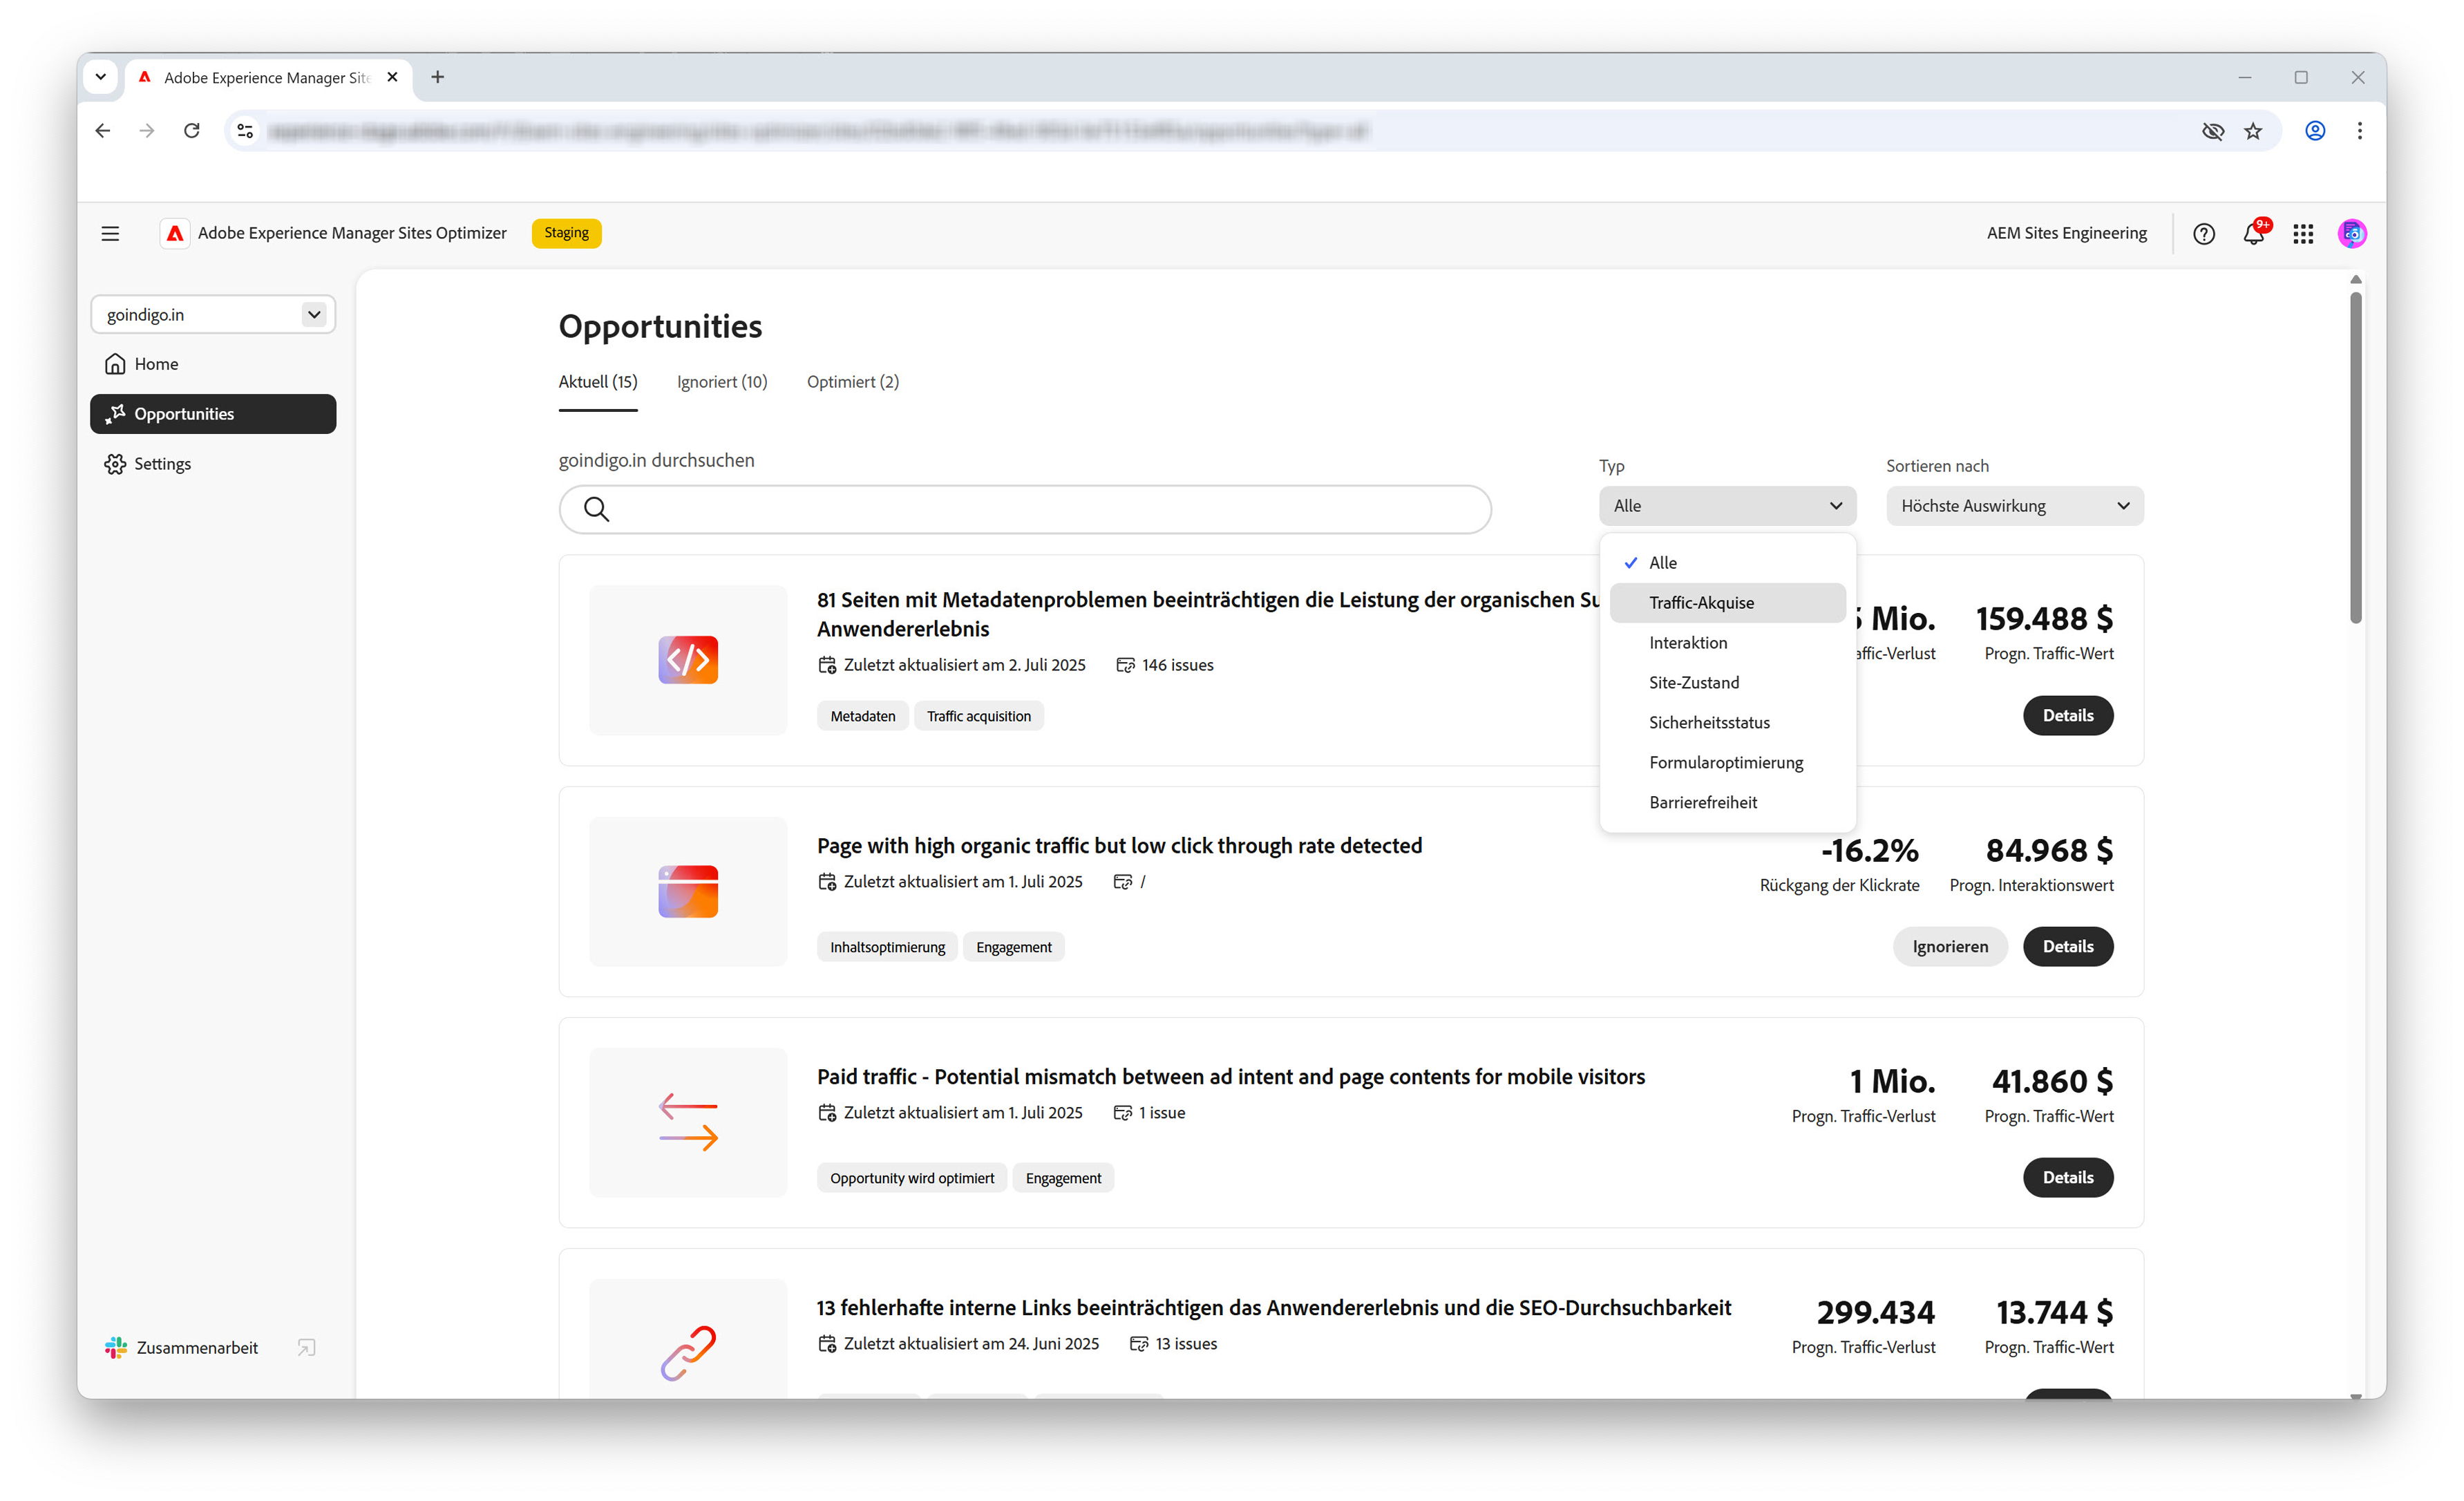 Adobe Experience Manager Site
Adobe Experience Manager Sites Optimizer
Staging
AEM Sites Engineering
9+
goindigo.in
Home
Opportunities
Settings
Zusammenarbeit
Opportunities
Aktuell (15)
Ignoriert (10)
Optimiert (2)
goindigo.in durchsuchen
Typ
Alle
Sortieren nach
Höchste Auswirkung
Alle
Traffic-Akquise
Interaktion
Site-Zustand
Sicherheitsstatus
Formularoptimierung
Barrierefreiheit
81 Seiten mit Metadatenproblemen beeinträchtigen die Leistung der organischen Su
Anwendererlebnis
Zuletzt aktualisiert am 2. Juli 2025
146 issues
Metadaten
Traffic acquisition
Mio.
affic-Verlust
159.488 $
Progn. Traffic-Wert
Details
Page with high organic traffic but low click through rate detected
Zuletzt aktualisiert am 1. Juli 2025
/
Inhaltsoptimierung
Engagement
-16.2%
Rückgang der Klickrate
84.968 $
Progn. Interaktionswert
Ignorieren
Details
Paid traffic - Potential mismatch between ad intent and page contents for mobile visitors
Zuletzt aktualisiert am 1. Juli 2025
1 issue
Opportunity wird optimiert
Engagement
1 Mio.
Progn. Traffic-Verlust
41.860 $
Progn. Traffic-Wert
Details
13 fehlerhafte interne Links beeinträchtigen das Anwendererlebnis und die SEO-Durchsuchbarkeit
Zuletzt aktualisiert am 24. Juni 2025
13 issues
299.434
Progn. Traffic-Verlust
13.744 $
Progn. Traffic-Wert